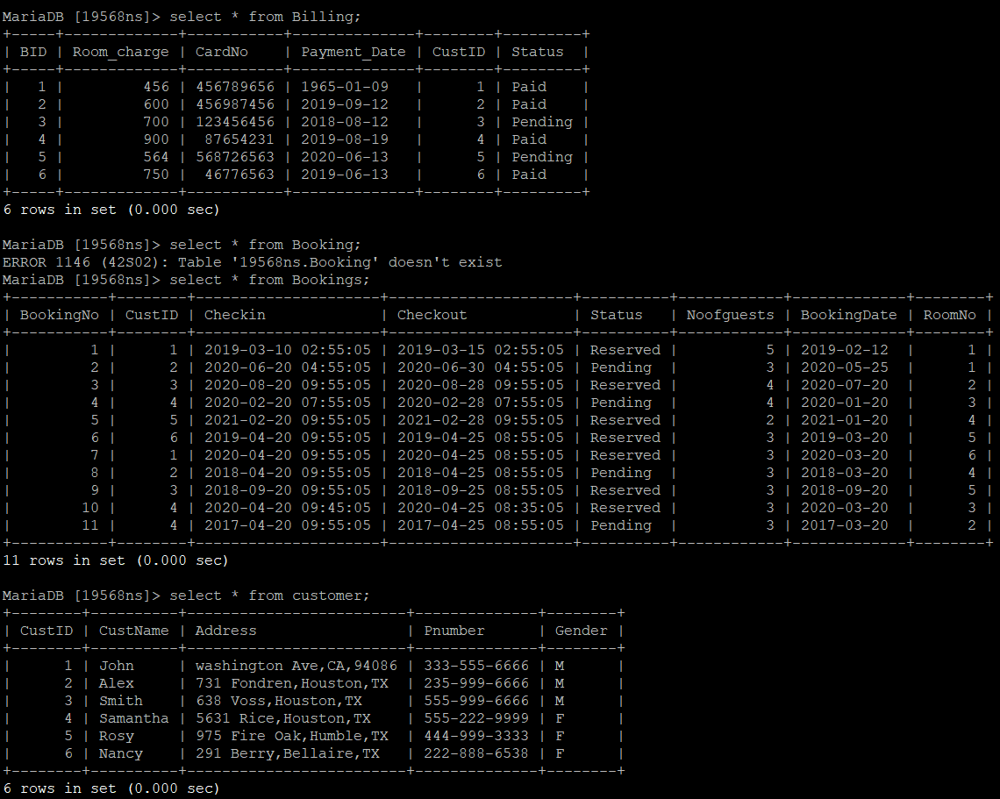 MariaDB [19568ns]> select * from Billing;
+-----+-------------+-----------+--------------+--------+---------+
| BID | Room_charge | CardNo    | Payment_Date | CustID | Status  |
+-----+-------------+-----------+--------------+--------+---------+
|   1 |         456 | 456789656 | 1965-01-09   |      1 | Paid    |
|   2 |         600 | 456987456 | 2019-09-12   |      2 | Paid    |
|   3 |         700 | 123456456 | 2018-08-12   |      3 | Pending |
|   4 |         900 |  87654231 | 2019-08-19   |      4 | Paid    |
|   5 |         564 | 568726563 | 2020-06-13   |      5 | Pending |
|   6 |         750 |  46776563 | 2019-06-13   |      6 | Paid    |
+-----+-------------+-----------+--------------+--------+---------+
6 rows in set (0.000 sec)
MariaDB [19568ns]> select * from Booking;
ERROR 1146 (42S02): Table '19568ns.Booking' doesn't exist
MariaDB [19568ns]> select * from Bookings;
+-----------+--------+---------------------+---------------------+----------+------------+-------------+--------+
| BookingNo | CustID | Checkin             | Checkout            | Status   | Noofguests | BookingDate | RoomNo |
+-----------+--------+---------------------+---------------------+----------+------------+-------------+--------+
|         1 |      1 | 2019-03-10 02:55:05 | 2019-03-15 02:55:05 | Reserved |          5 | 2019-02-12  |      1 |
|         2 |      2 | 2020-06-20 04:55:05 | 2020-06-30 04:55:05 | Pending  |          3 | 2020-05-25  |      1 |
|         3 |      3 | 2020-08-20 09:55:05 | 2020-08-28 09:55:05 | Reserved |          4 | 2020-07-20  |      2 |
|         4 |      4 | 2020-02-20 07:55:05 | 2020-02-28 07:55:05 | Pending  |          4 | 2020-01-20  |      3 |
|         5 |      5 | 2021-02-20 09:55:05 | 2021-02-28 09:55:05 | Reserved |          2 | 2021-01-20  |      4 |
|         6 |      6 | 2019-04-20 09:55:05 | 2019-04-25 08:55:05 | Reserved |          3 | 2019-03-20  |      5 |
|         7 |      1 | 2020-04-20 09:55:05 | 2020-04-25 08:55:05 | Reserved |          3 | 2020-03-20  |      6 |
|         8 |      2 | 2018-04-20 09:55:05 | 2018-04-25 08:55:05 | Pending  |          3 | 2018-03-20  |      4 |
|         9 |      3 | 2018-09-20 09:55:05 | 2018-09-25 08:55:05 | Reserved |          3 | 2018-09-20  |      5 |
|        10 |      4 | 2020-04-20 09:45:05 | 2020-04-25 08:35:05 | Reserved |          3 | 2020-03-20  |      3 |
|        11 |      4 | 2017-04-20 09:55:05 | 2017-04-25 08:55:05 | Pending  |          3 | 2017-03-20  |      2 |
+-----------+--------+---------------------+---------------------+----------+------------+-------------+--------+
11 rows in set (0.000 sec)
MariaDB [19568ns]> select * from customer;
+--------+----------+-------------------------+--------------+--------+
| CustID | CustName | Address                 | Pnumber      | Gender |
+--------+----------+-------------------------+--------------+--------+
|      1 | John     | washington Ave,CA,94086 | 333-555-6666 | M      |
|      2 | Alex     | 731 Fondren,Houston,TX  | 235-999-6666 | M      |
|      3 | Smith    | 638 Voss,Houston,TX     | 555-999-6666 | M      |
|      4 | Samantha | 5631 Rice,Houston,TX    | 555-222-9999 | F      |
|      5 | Rosy     | 975 Fire Oak,Humble,TX  | 444-999-3333 | F      |
|      6 | Nancy    | 291 Berry,Bellaire,TX   | 222-888-6538 | F      |
+--------+----------+-------------------------+--------------+--------+
6 rows in set (0.000 sec)